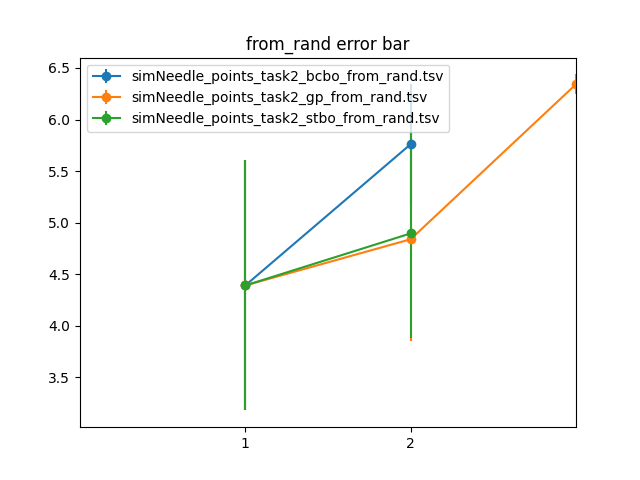 from_rand error bar
simNeedle_points_task2_bcbo_from_rand.tsv
simNeedle_points_task2_gp_from_rand.tsv
simNeedle_points_task2_stbo_from_rand.tsv
6.5
6.0
5.5
5.0
4.5
4.0
3.5
1 2